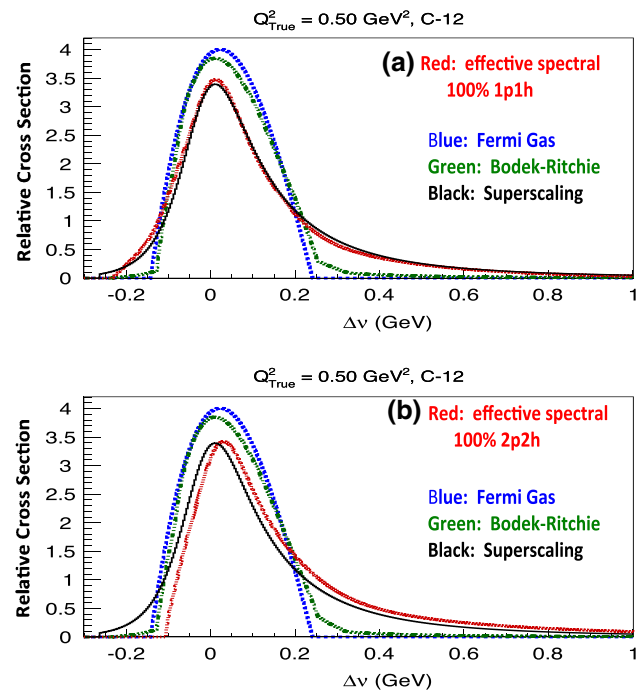 Q²True = 0.50 GeV², C-12
(a) Red: effective spectral
100% 1p1h
Blue: Fermi Gas
Green: Bodek-Ritchie
Black: Superscaling
Relative Cross Section
4
3.5
3
2.5
2
1.5
1
0.5
0
-0.2 0 0.2 0.4 0.6 0.8 1
Δν (GeV)
Q²True = 0.50 GeV², C-12
(b) Red: effective spectral
100% 2p2h
Blue: Fermi Gas
Green: Bodek-Ritchie
Black: Superscaling
Relative Cross Section
4
3.5
3
2.5
2
1.5
1
0.5
0
-0.2 0 0.2 0.4 0.6 0.8 1
Δν (GeV)